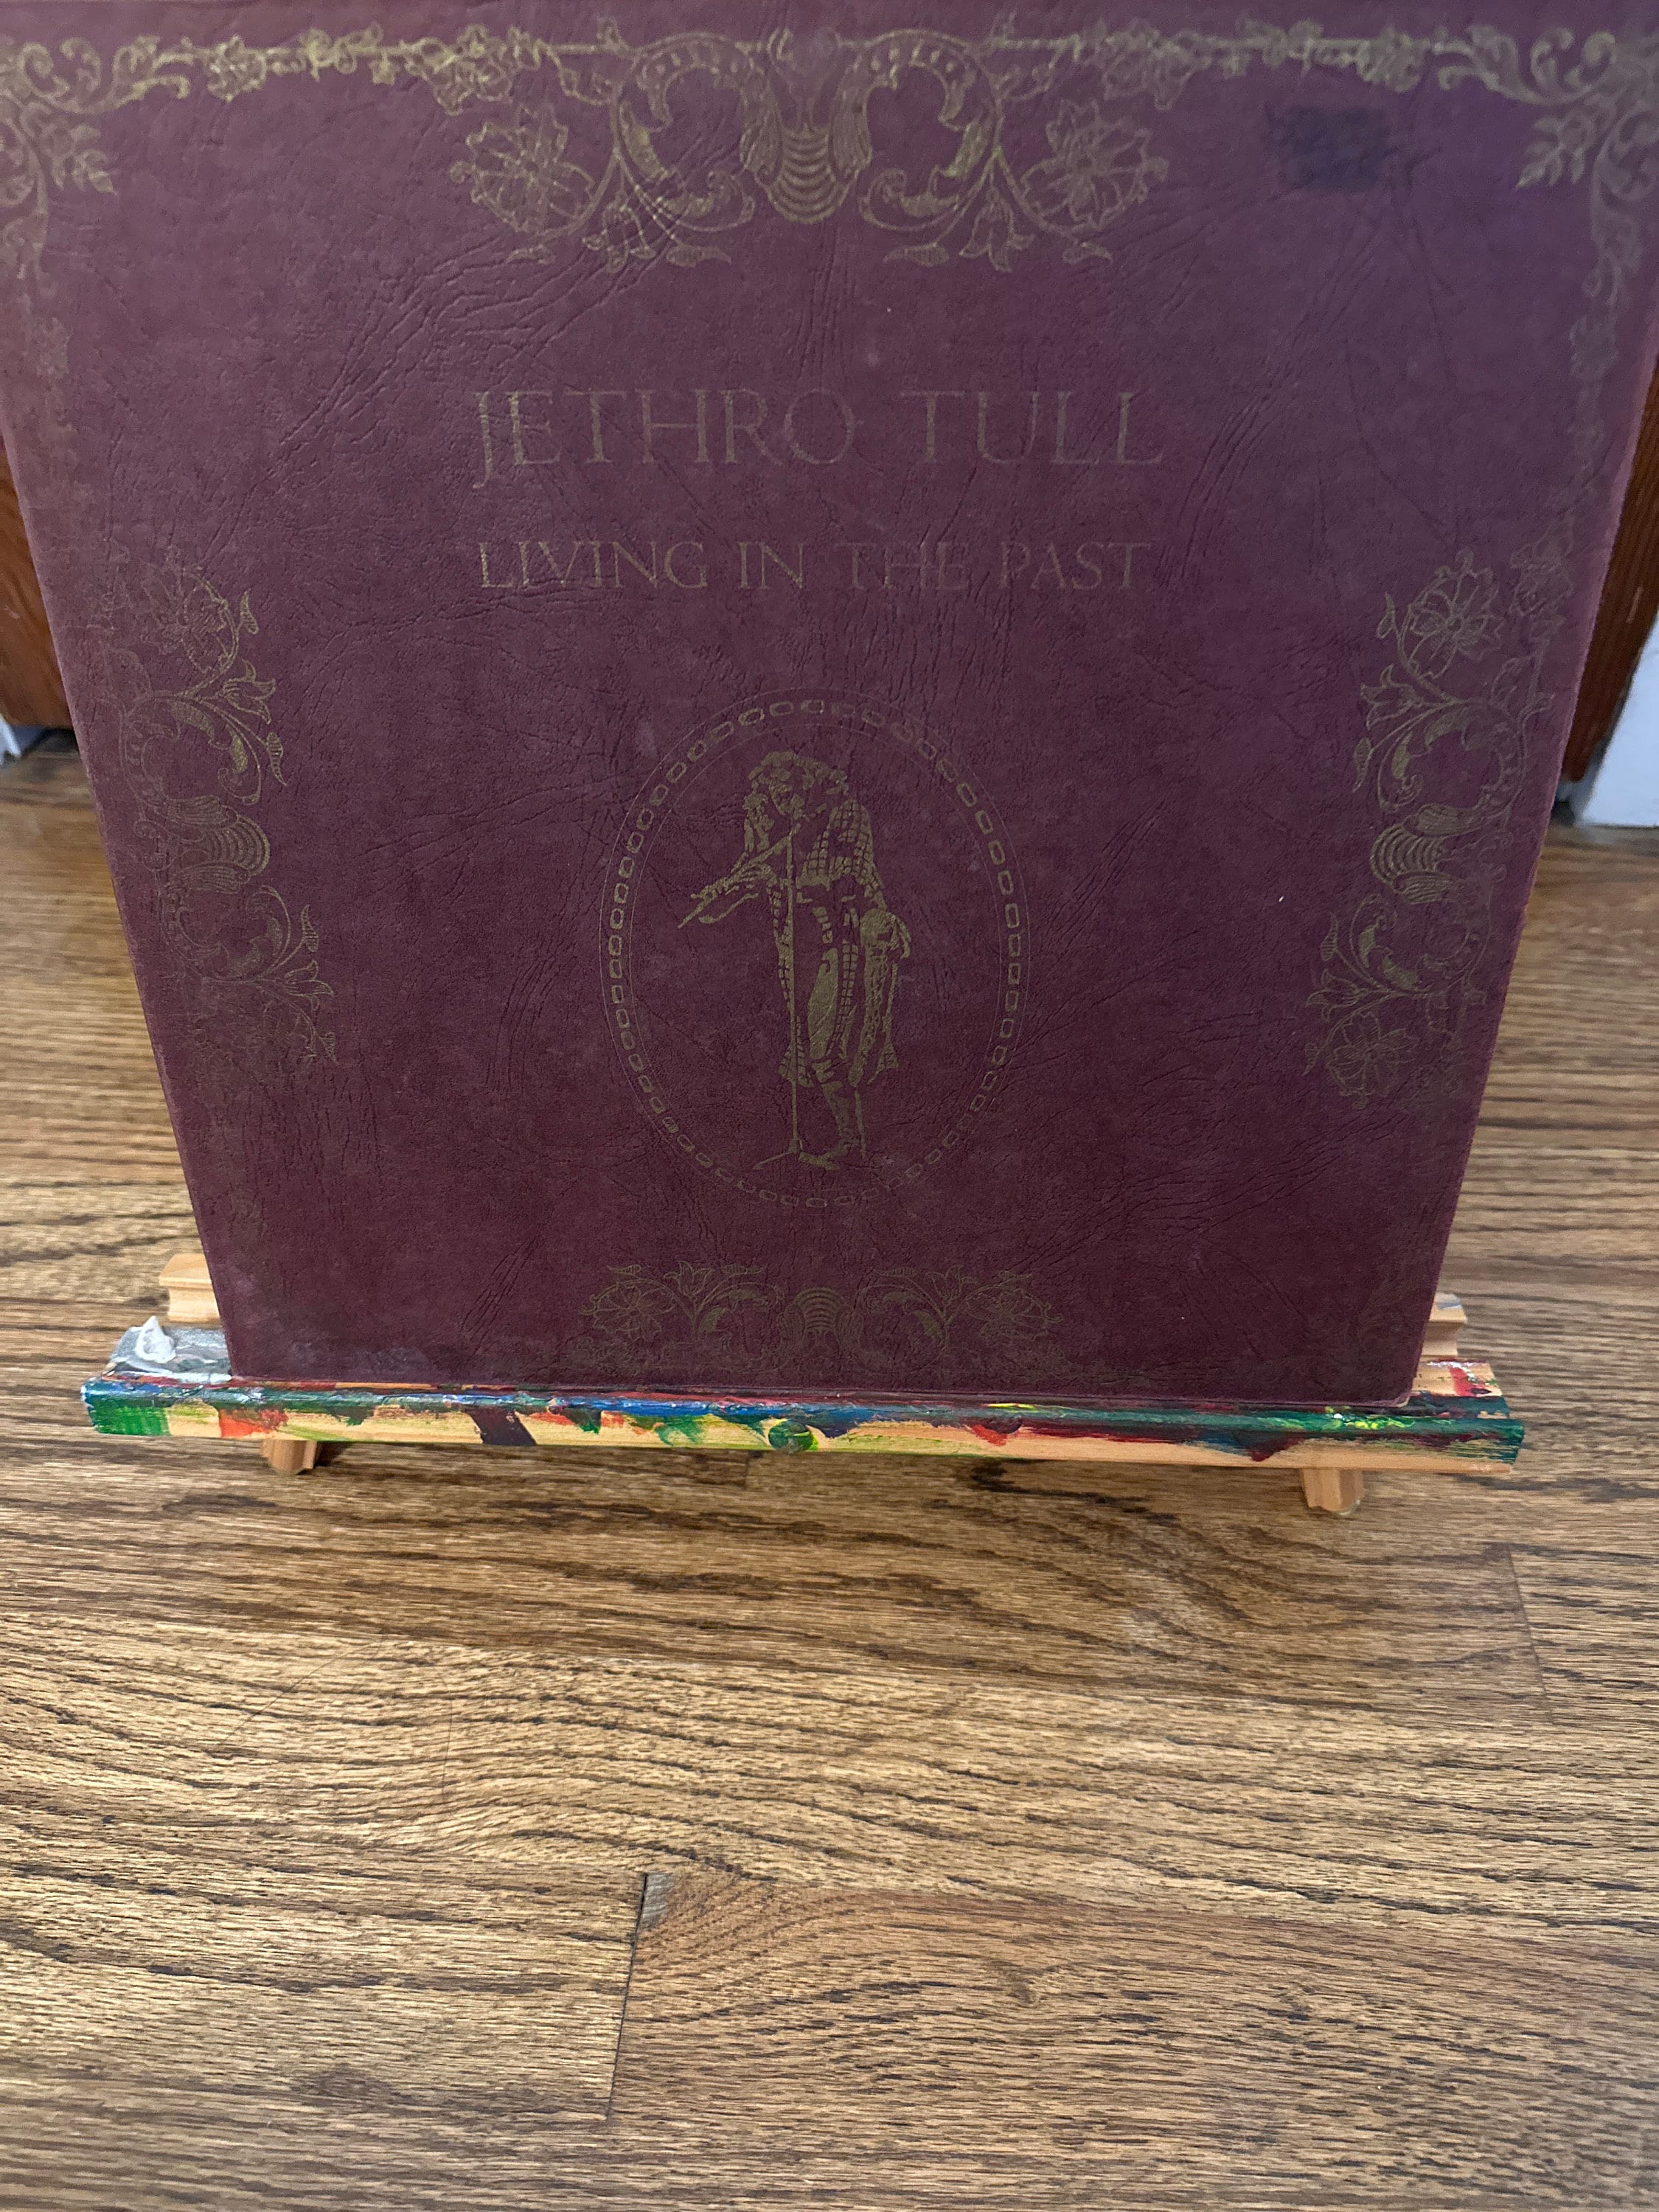 JETHRO TULL
LIVING IN THE PAST